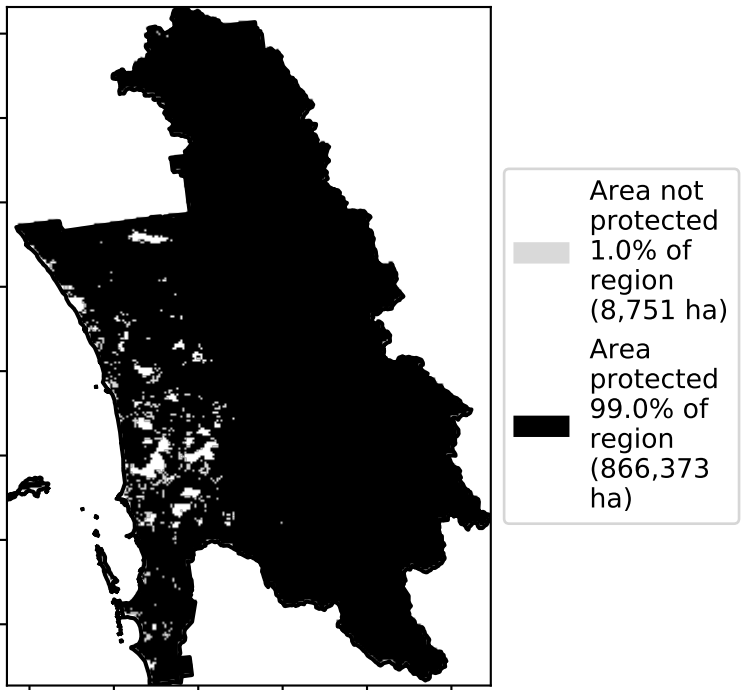 Area not
protected
1.0% of
region
(8,751 ha)
Area
protected
99.0% of
region
(866,373
ha)